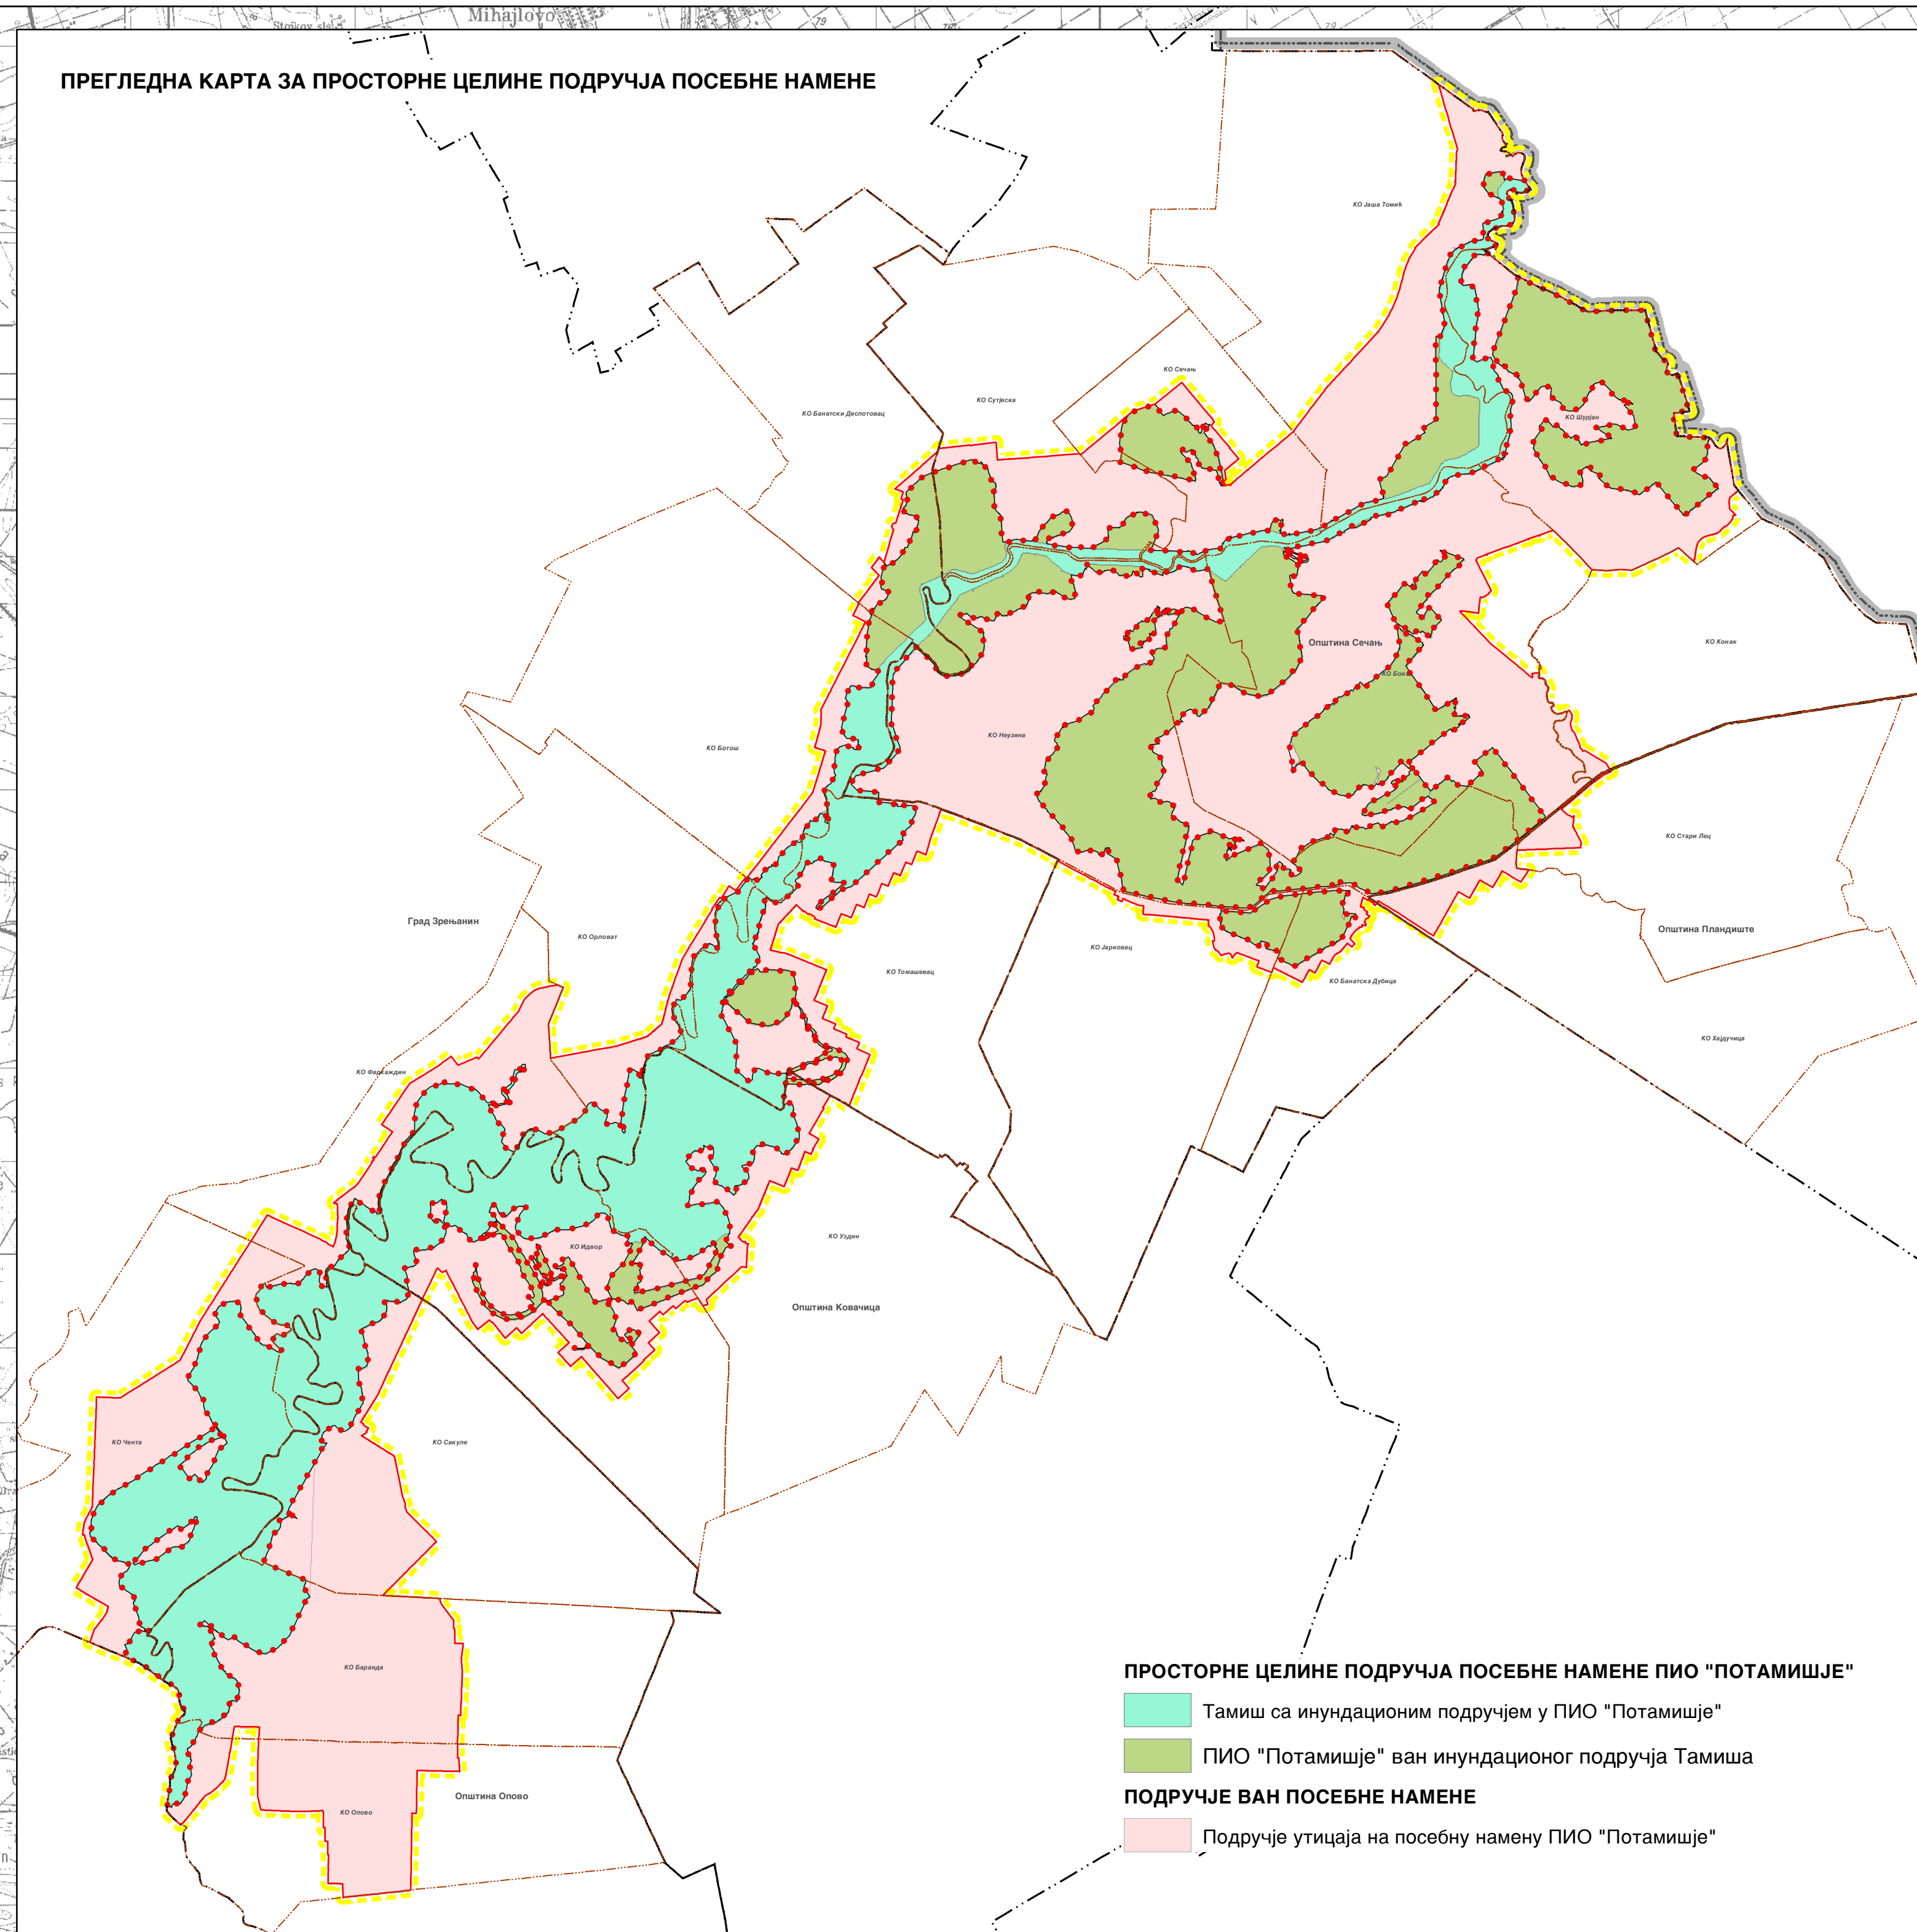 Mihajlovo
79
79
ПРЕГЛЕДНА КАРТА ЗА ПРОСТОРНЕ ЦЕЛИНЕ ПОДРУЧЈА ПОСЕБНЕ НАМЕНЕ
КО Јаша Томић
КО Сечањ
КО Сутјеска
КО Банатски Деспотовац
КО Шурјан
Општина Сечањ
КО Конак
КО Бока
КО Неузина
КО Ботош
КО Стари Лец
Град Зрењанин
Општина Пландиште
КО Орловат
КО Јарковац
КО Томашевац
КО Банатска Дубица
КО Хајдучица
КО Фаркаждин
КО Уздин
КО Идвор
Општина Ковачица
КО Чента
КО Сакуле
КО Баранда
Општина Опово
КО Опово
ПРОСТОРНЕ ЦЕЛИНЕ ПОДРУЧЈА ПОСЕБНЕ НАМЕНЕ ПИО "ПОТАМИШЈЕ"
Тамиш са инундационим подручјем у ПИО "Потамишје"
ПИО "Потамишје" ван инундационог подручја Тамиша
ПОДРУЧЈЕ ВАН ПОСЕБНЕ НАМЕНЕ
Подручје утицаја на посебну намену ПИО "Потамишје"